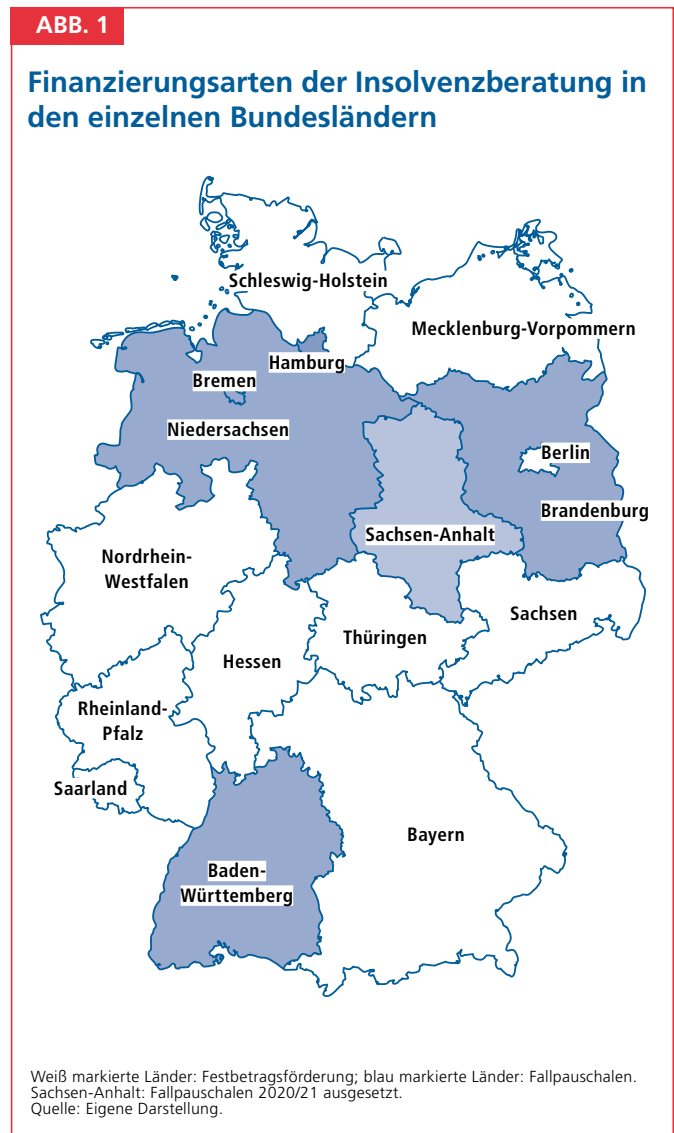 ABB. 1
Finanzierungsarten der Insolvenzberatung in
den einzelnen Bundesländern
Schleswig-Holstein
Mecklenburg-Vorpommern
Hamburg
Bremen
Niedersachsen
Berlin
Brandenburg
Sachsen-Anhalt
Nordrhein-
Westfalen
Sachsen
Thüringen
Hessen
Rheinland-
Pfalz
Saarland
Bayern
Baden-
Württemberg
Weiß markierte Länder: Festbetragsförderung; blau markierte Länder: Fallpauschalen.
Sachsen-Anhalt: Fallpauschalen 2020/21 ausgesetzt.
Quelle: Eigene Darstellung.